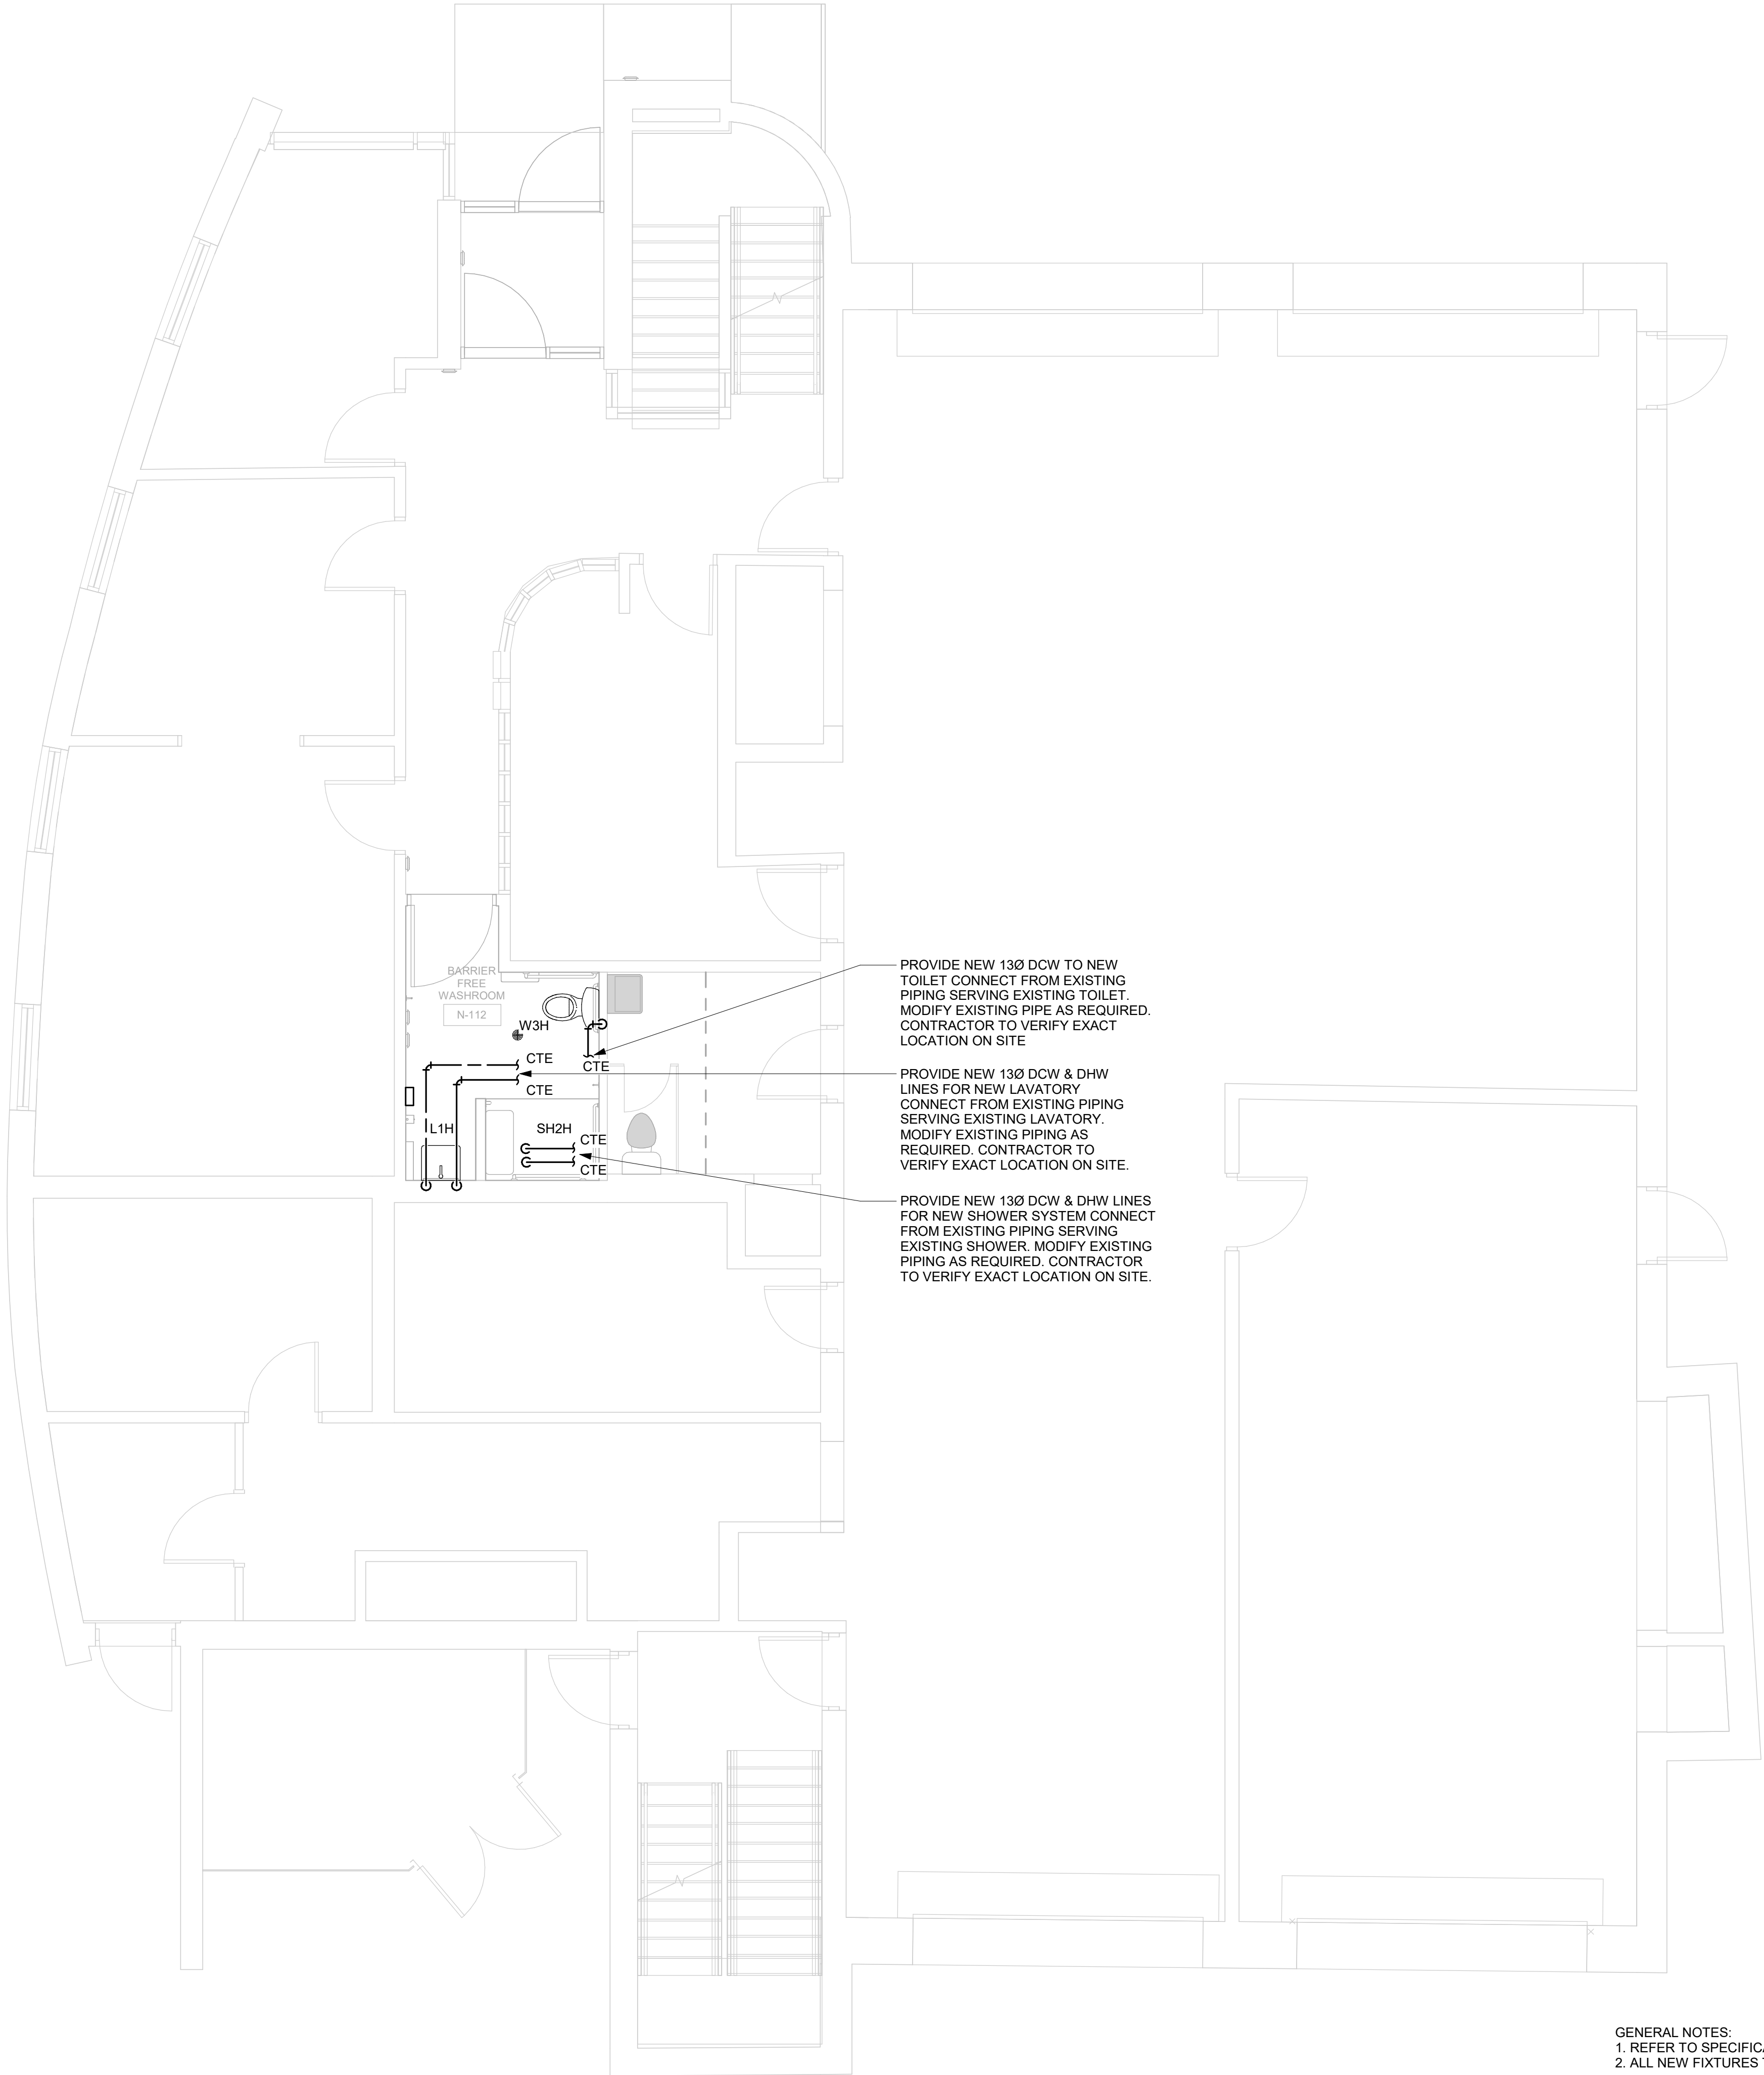 PROVIDE NEW 13Ø DCW TO NEW
TOILET CONNECT FROM EXISTING
PIPING SERVING EXISTING TOILET.
MODIFY EXISTING PIPE AS REQUIRED.
CONTRACTOR TO VERIFY EXACT
LOCATION ON SITE
BARRIER
FREE
WASHROOM
N-112
W3H
CTE
CTE
CTE
PROVIDE NEW 13Ø DCW & DHW
LINES FOR NEW LAVATORY
CONNECT FROM EXISTING PIPING
SERVING EXISTING LAVATORY.
MODIFY EXISTING PIPING AS
REQUIRED. CONTRACTOR TO
VERIFY EXACT LOCATION ON SITE.
L1H
SH2H
CTE
CTE
PROVIDE NEW 13Ø DCW & DHW LINES
FOR NEW SHOWER SYSTEM CONNECT
FROM EXISTING PIPING SERVING
EXISTING SHOWER. MODIFY EXISTING
PIPING AS REQUIRED. CONTRACTOR
TO VERIFY EXACT LOCATION ON SITE.
GENERAL NOTES:
1. REFER TO
2. ALL NEW FIXTURES